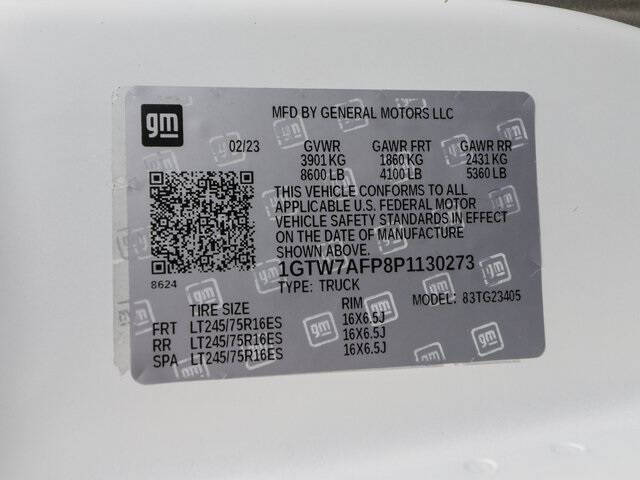 gm
MFD BY GENERAL MOTORS LLC
02/23 GVWR GAWR FRT GAWR RR
3901 KG 1860 KG 2431 KG
8600 LB 4100 LB 5360 LB
THIS VEHICLE CONFORMS TO ALL
APPLICABLE U.S. FEDERAL MOTOR
VEHICLE SAFETY STANDARDS IN EFFECT
ON THE DATE OF MANUFACTURE
SHOWN ABOVE.
1GTW7AFP8P1130273
8624
TYPE: TRUCK MODEL: 83TG23405
TIRE SIZE RIM
FRT LT245/75R16ES 16X6.5J
RR LT245/75R16ES 16X6.5J
SPA LT245/75R16ES 16X6.5J